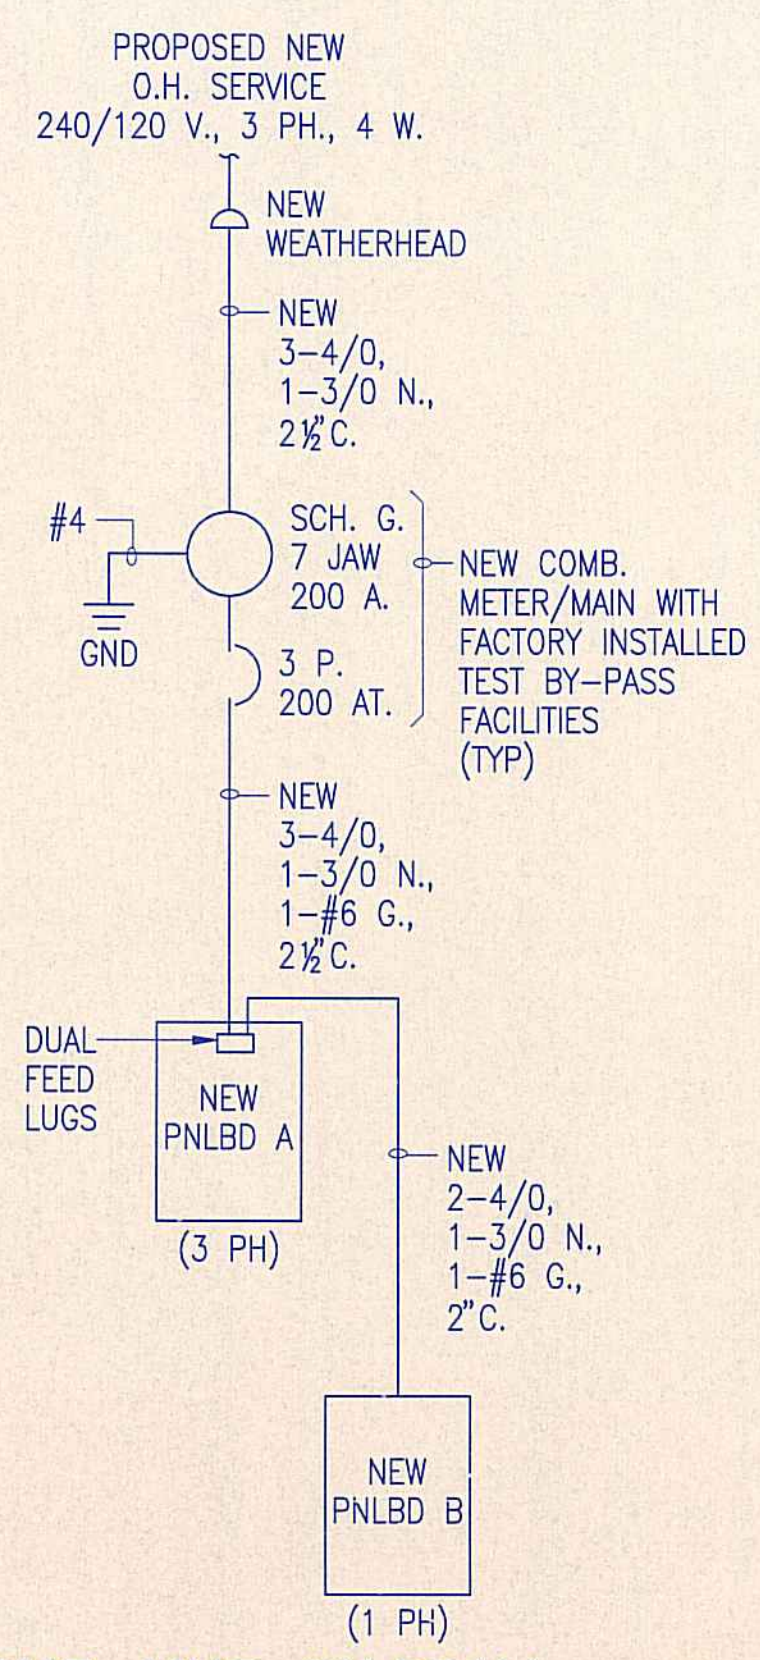 PROPOSED NEW
O.H. SERVICE
240/120 V., 3 PH., 4 W.
NEW
WEATHERHEAD
NEW
3-4/0,
1-3/0 N.,
2½"C.
#4
GND
SCH. G.
7 JAW
200 A.
3 P.
200 AT.
NEW COMB.
METER/MAIN WITH
FACTORY INSTALLED
TEST BY-PASS
FACILITIES
(TYP)
NEW
3-4/0,
1-3/0 N.,
1-#6 G.,
2½"C.
DUAL
FEED
LUGS
NEW
PNLBD A
(3 PH)
NEW
2-4/0,
1-3/0 N.,
1-#6 G.,
2"C.
NEW
PNLBD B
(1 PH)